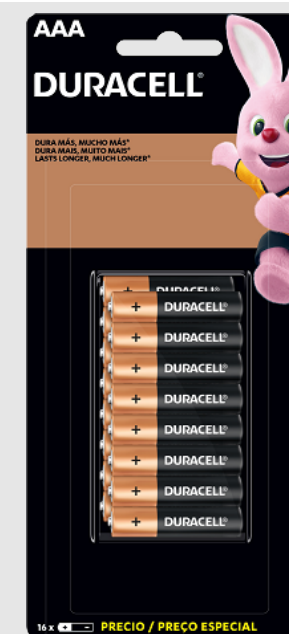 AAA
DURACELL®
DURA MÁS, MUCHO MÁS*
DURA MAIS, MUITO MAIS*
LASTS LONGER, MUCH LONGER*
+ DURACELL®
+ DURACELL®
+ DURACELL®
+ DURACELL®
+ DURACELL®
+ DURACELL®
+ DURACELL®
+ DURACELL®
+ DURACELL®
16 x + - PRECIO / PREÇO ESPECIAL